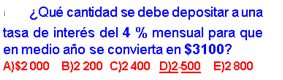 ¿Qué cantidad se debe depositar a una
tasa de interés del 4 % mensual para que
en medio año se convierta en $3100?
A)$2 000 B)2 200 C)2 400 D)2 500 E)2 800